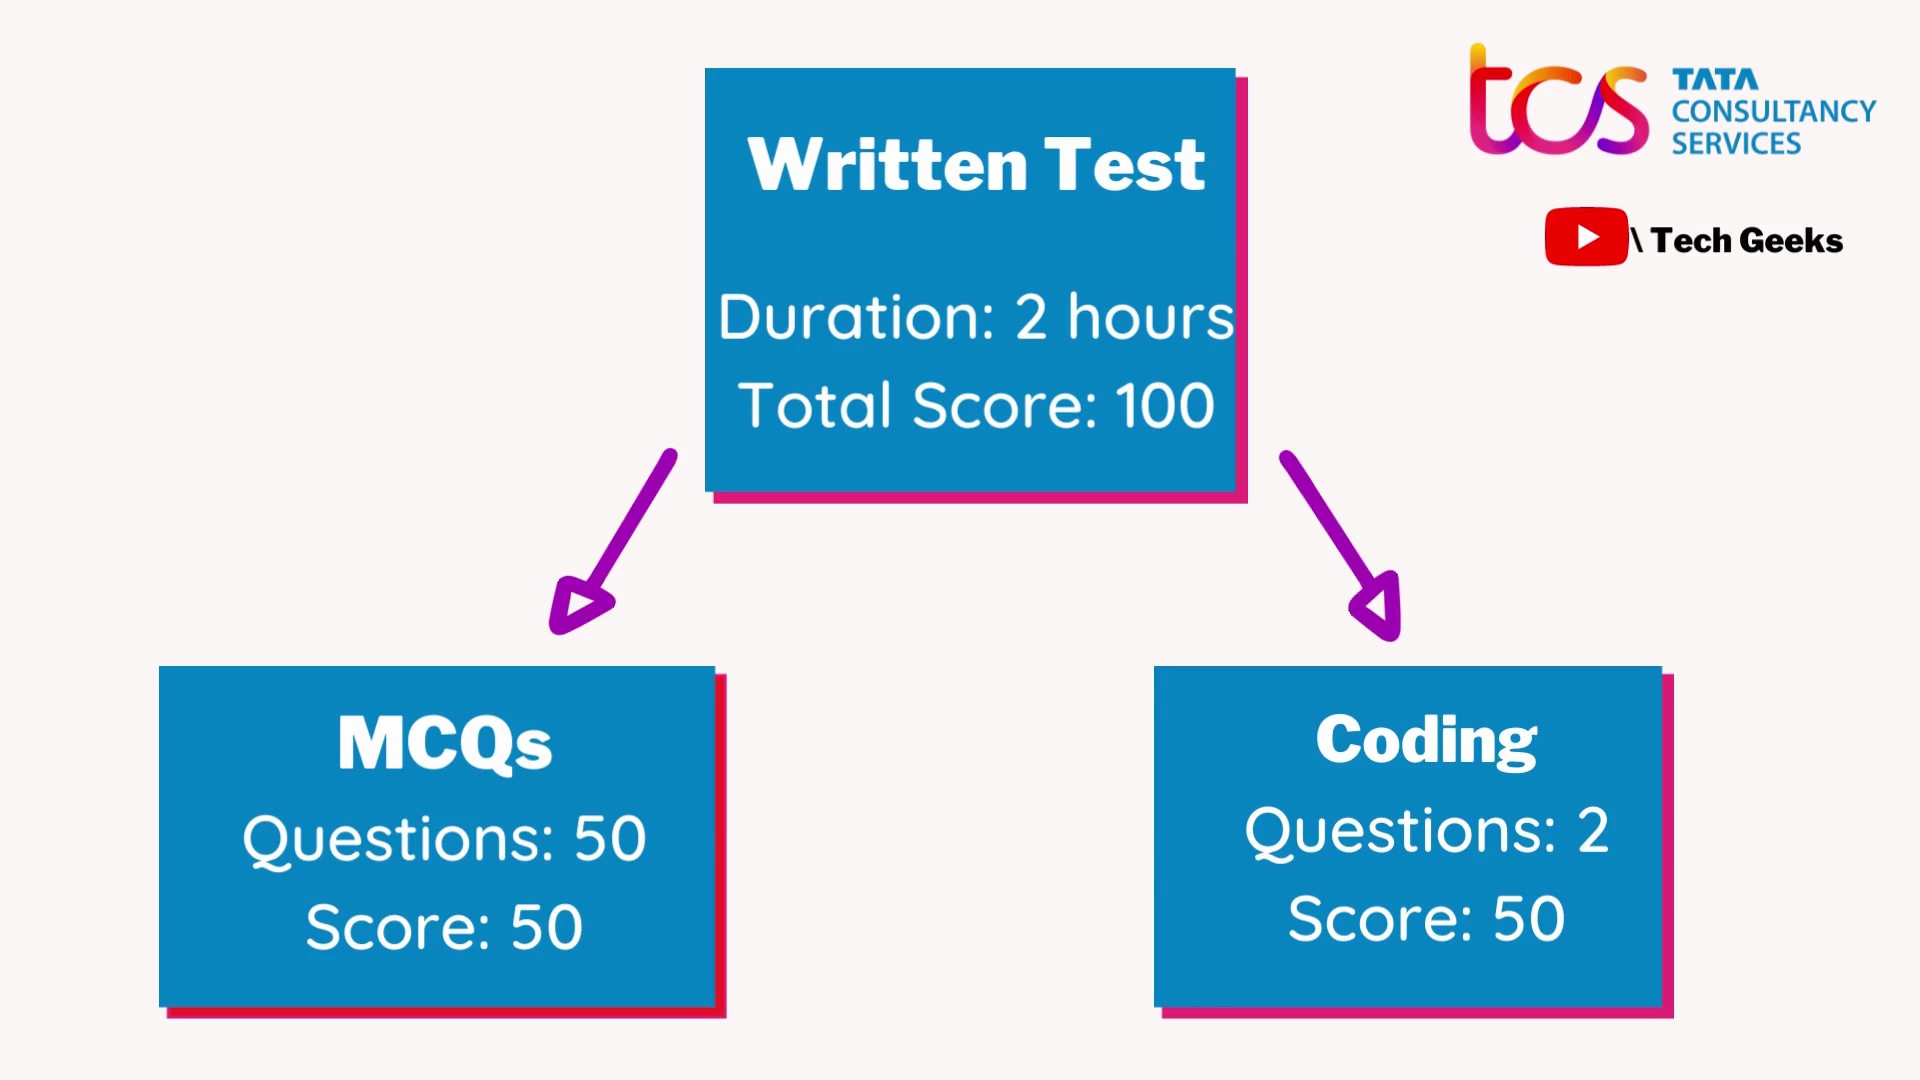 Written Test
Duration: 2 hours
Total Score: 100
tcs
TATA
CONSULTANCY
SERVICES
\ Tech Geeks
MCQs
Questions: 50
Score: 50
Coding
Questions: 2
Score: 50